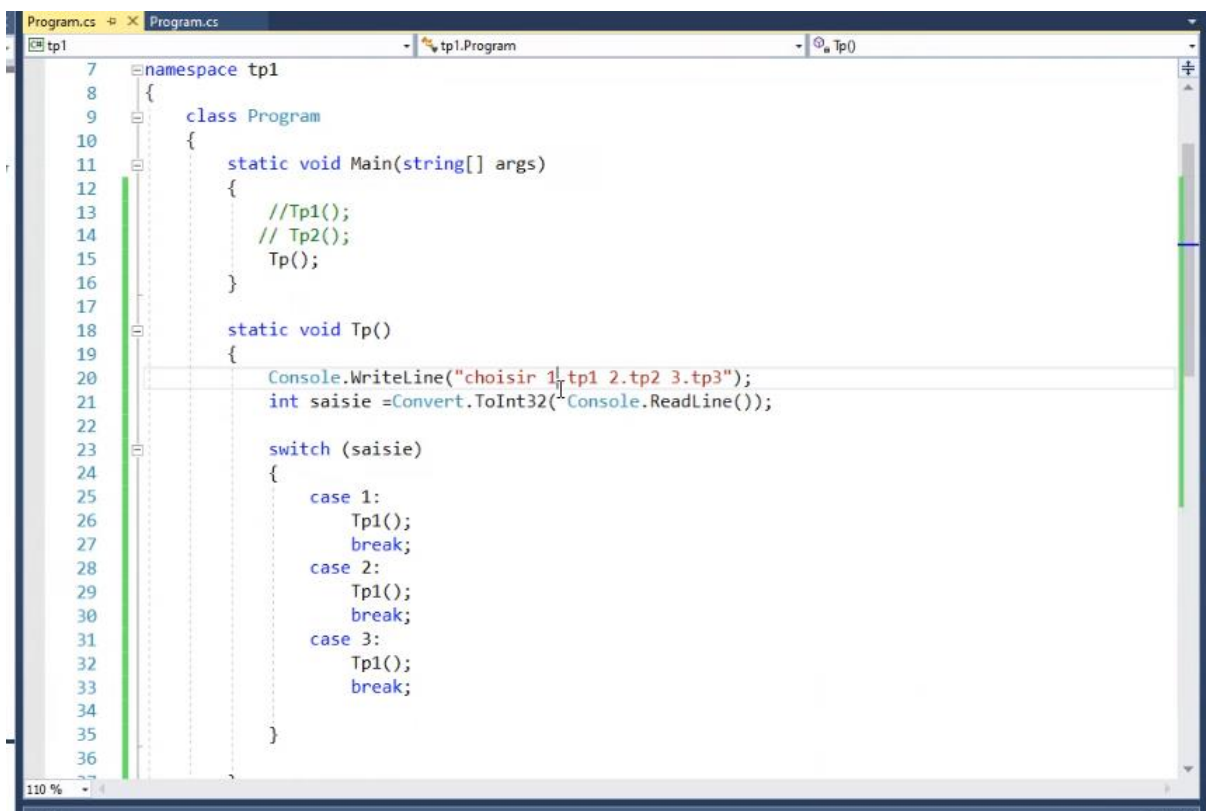 Program.cs Program.cs
C# tp1 tp1.Program Tp()
7 namespace tp1
8 {
9 class Program
10 {
11 static void Main(string[] args)
12 {
13 //Tp1();
14 // Tp2();
15 Tp();
16 }
17
18 static void Tp()
19 {
20 Console.WriteLine("choisir 1.tp1 2.tp2 3.tp3");
21 int saisie =Convert.ToInt32( Console.ReadLine());
22
23 switch (saisie)
24 {
25 case 1:
26 Tp1();
27 break;
28 case 2:
29 Tp1();
30 break;
31 case 3:
32 Tp1();
33 break;
34
35 }
36
110 %